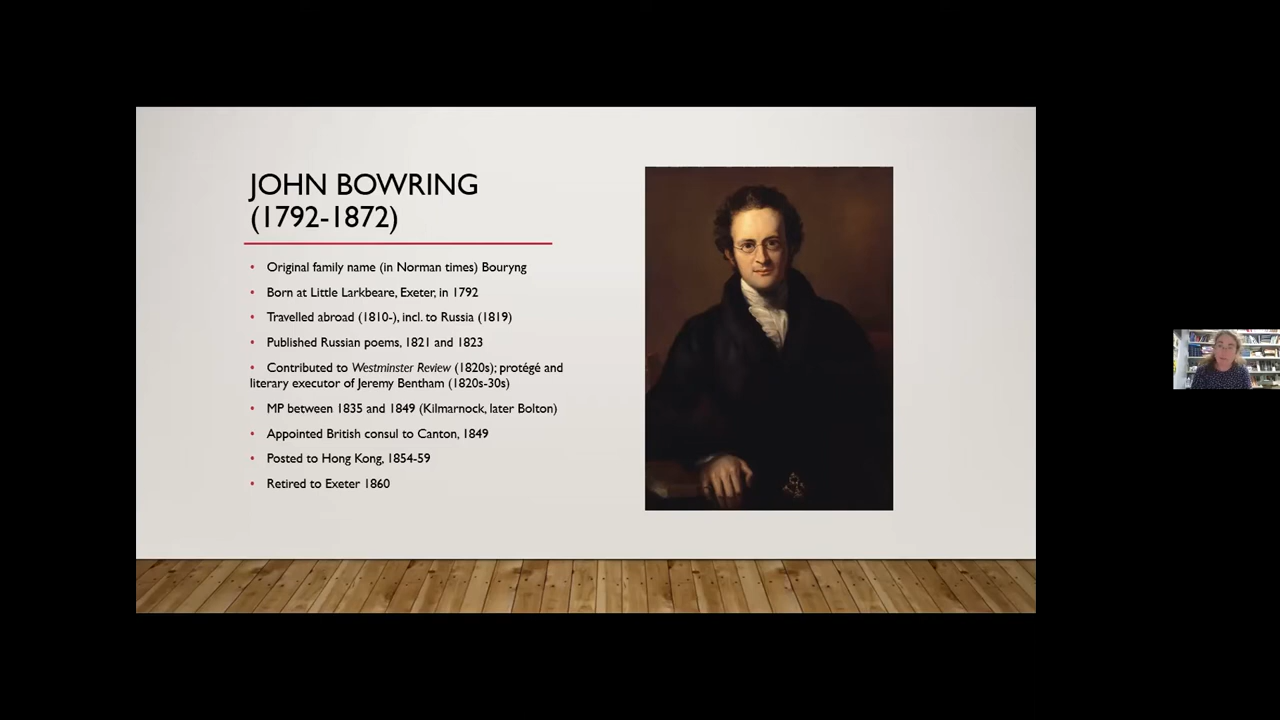 JOHN BOWRING
(1792-1872)
• Original family name (in Norman times) Bouryng
• Born at Little Larkbeare, Exeter, in 1792
• Travelled abroad (1810-), incl. to Russia (1819)
• Published Russian poems, 1821 and 1823
• Contributed to Westminster Review (1820s); protégé and
literary executor of Jeremy Bentham (1820s-30s)
• MP between 1835 and 1849 (Kilmarnock, later Bolton)
• Appointed British consul to Canton, 1849
• Posted to Hong Kong, 1854-59
• Retired to Exeter 1860